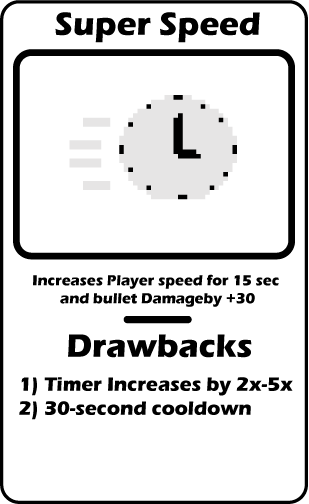 Super Speed
Increases Player speed for 15 sec
and bullet Damageby +30
Drawbacks
1) Timer Increases by 2x-5x
2) 30-second cooldown